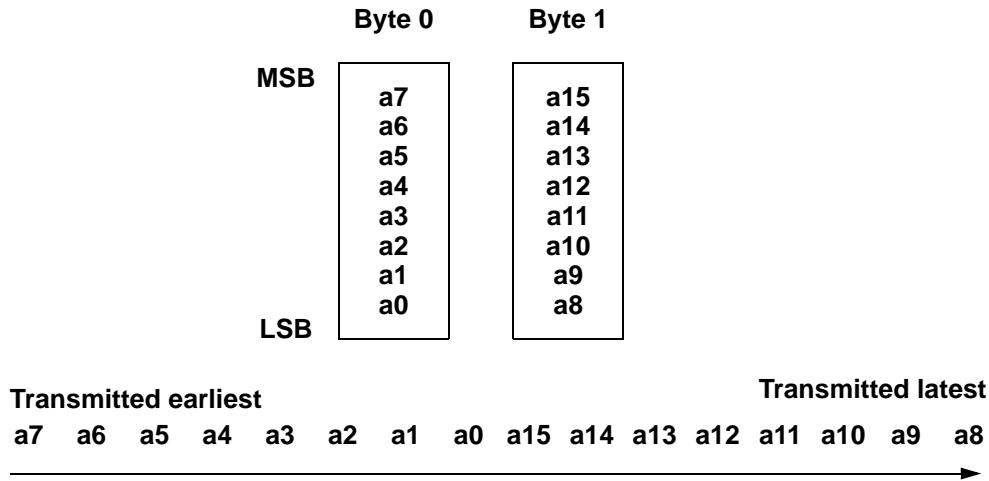 Byte 0 Byte 1
MSB
a7 a15
a6 a14
a5 a13
a4 a12
a3 a11
a2 a10
a1 a9
a0 a8
LSB
Transmitted earliest Transmitted latest
a7 a6 a5 a4 a3 a2 a1 a0 a15 a14 a13 a12 a11 a10 a9 a8